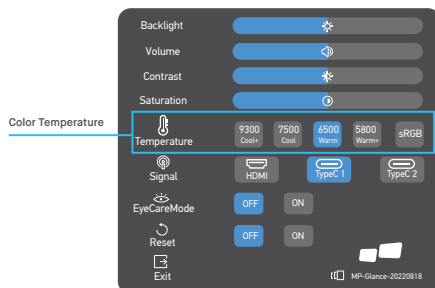 Backlight
Volume
Contrast
Saturation
Color Temperature
Temperature
9300 Cool+
7500 Cool
6500 Warm
5800 Warm+
sRGB
Signal
HDMI
TypeC 1
TypeC 2
EyeCareMode
OFF
ON
Reset
OFF
ON
Exit
MP-Glance-20220818